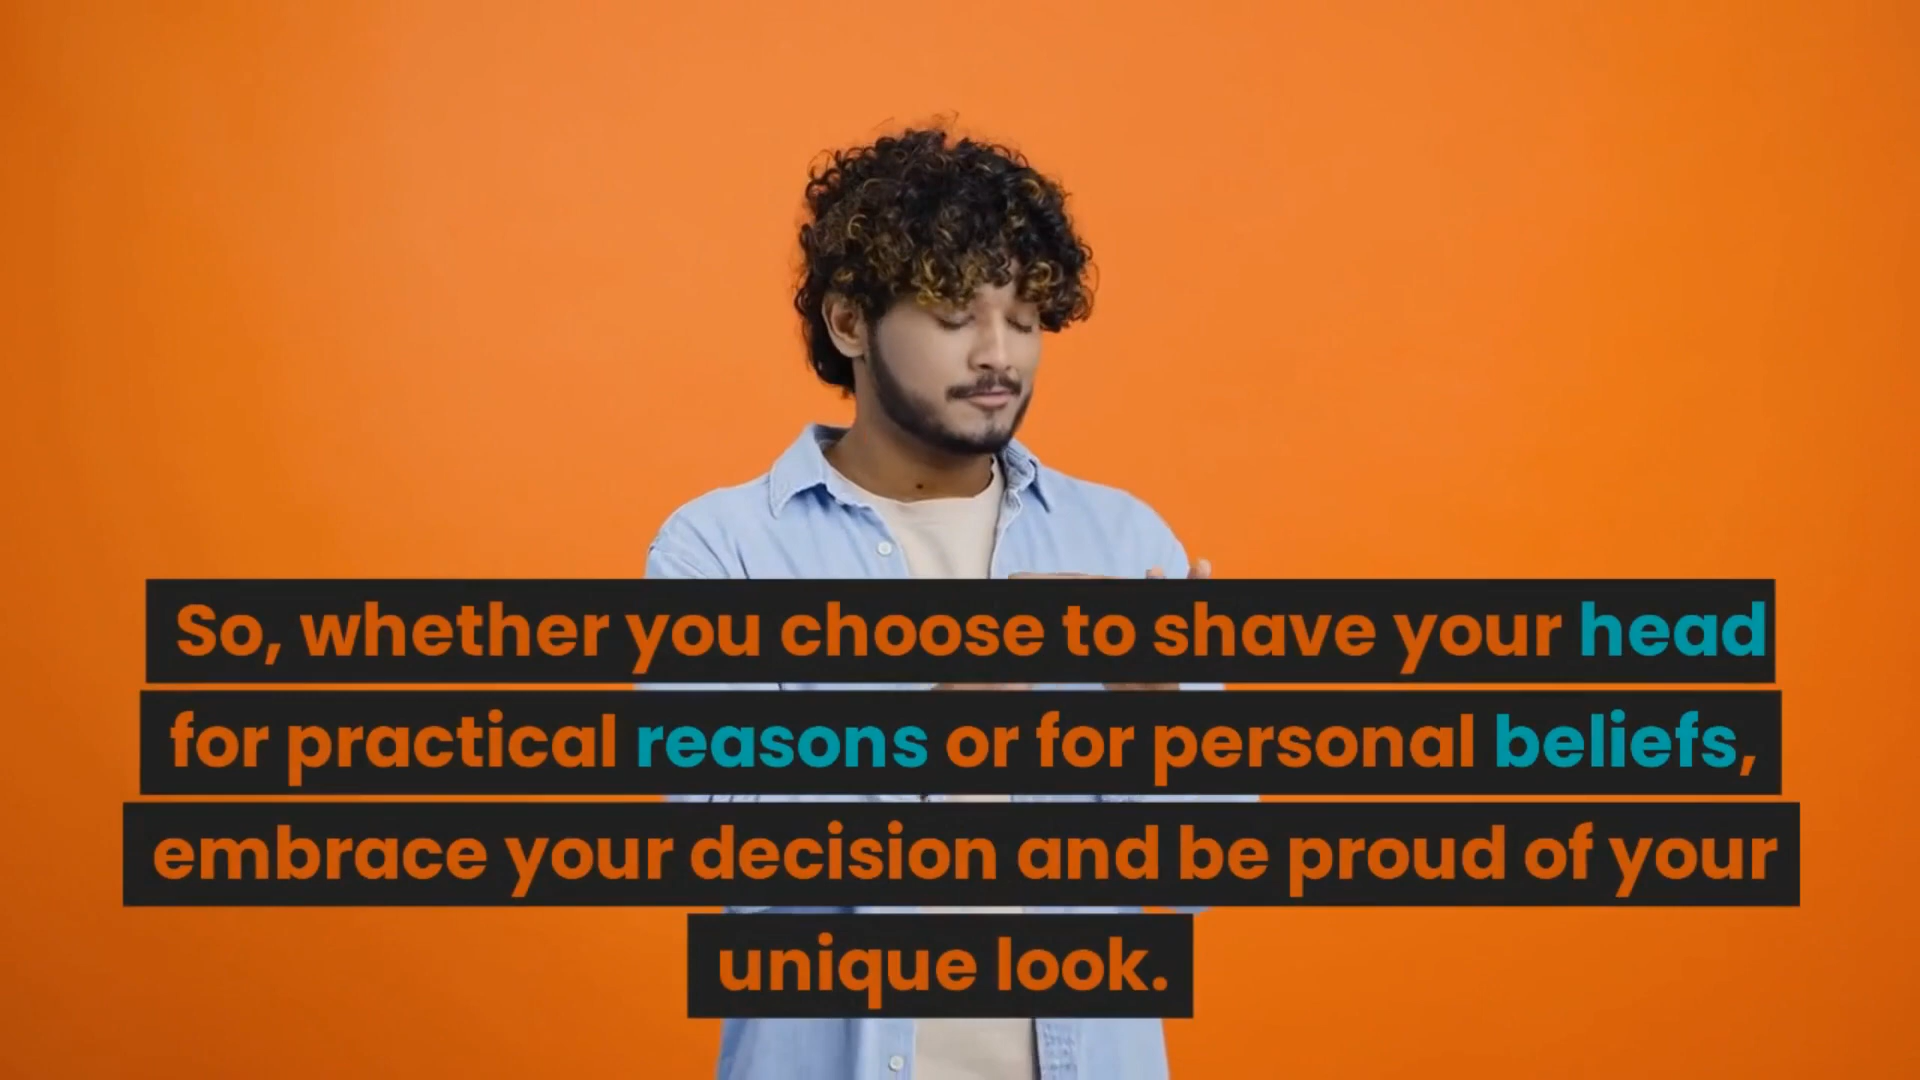 So, whether you choose to shave your head
for practical reasons or for personal beliefs,
embrace your decision and be proud of your
unique look.